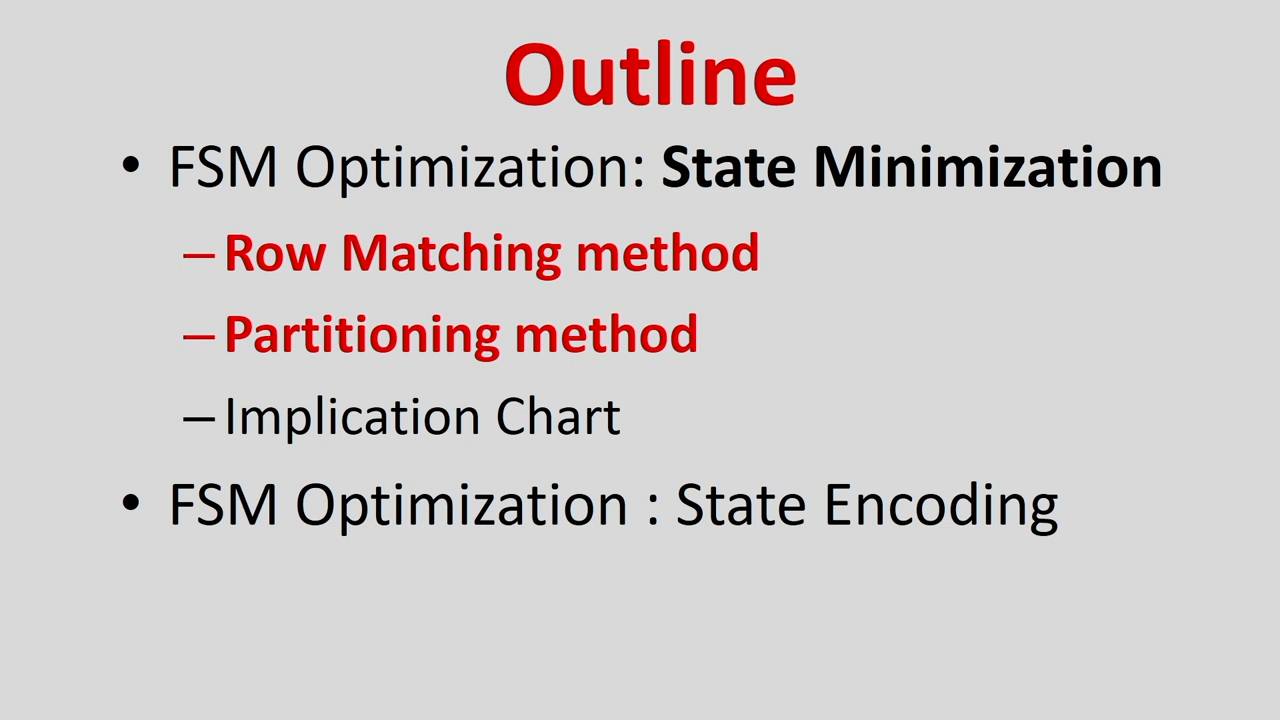 Outline
• FSM Optimization: State Minimization
– Row Matching method
– Partitioning method
– Implication Chart
• FSM Optimization : State Encoding